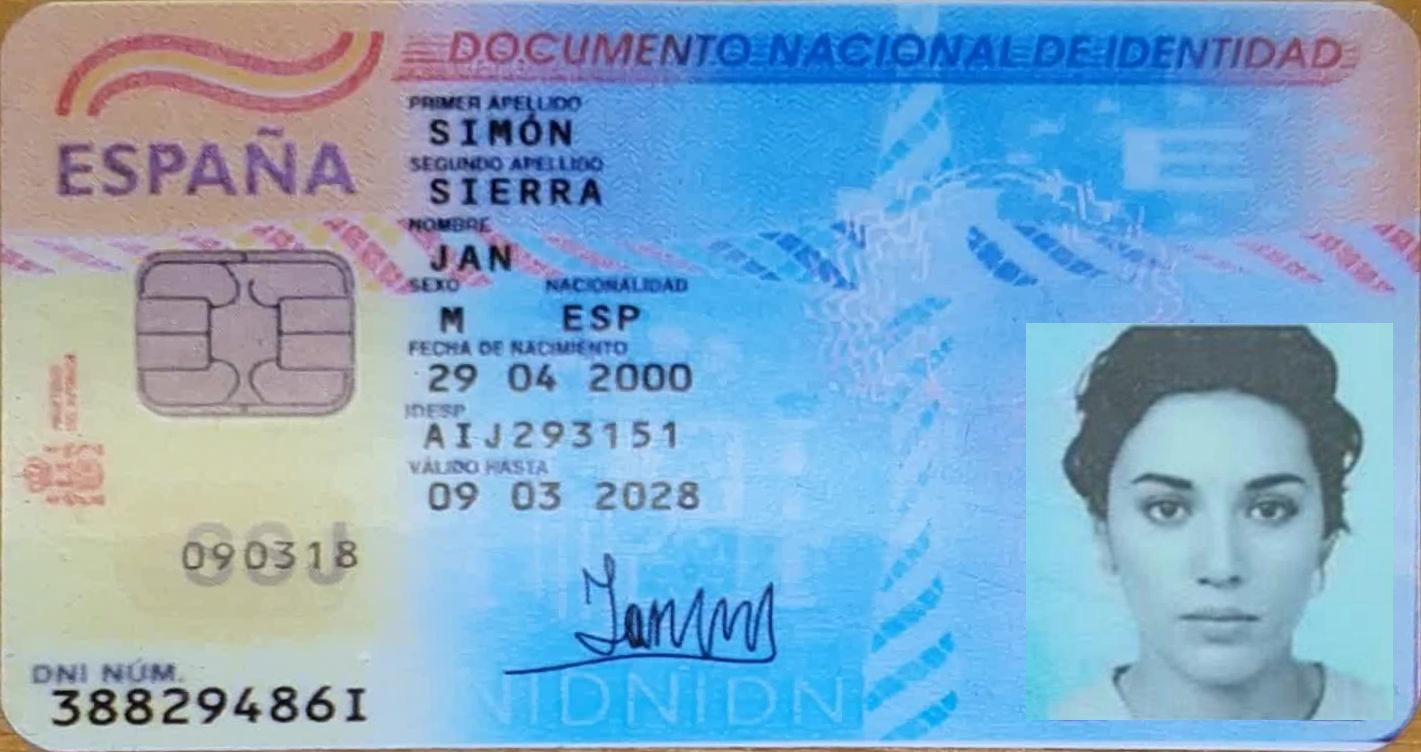 DOCUMENTO NACIONAL DE IDENTIDAD
ESPAÑA
PRIMER APELLIDO
SIMÓN
SEGUNDO APELLIDO
SIERRA
NOMBRE
JAN
SEXO NACIONALIDAD
M ESP
FECHA DE NACIMIENTO
29 04 2000
IDESP
AIJ293151
VÁLIDO HASTA
09 03 2028
090318
DNI NÚM.
38829486I